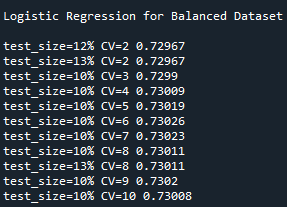 Logistic Regression for Balanced Dataset
test_size=12% CV=2 0.72967
test_size=13% CV=2 0.72967
test_size=10% CV=3 0.7299
test_size=10% CV=4 0.73009
test_size=10% CV=5 0.73019
test_size=10% CV=6 0.73026
test_size=10% CV=7 0.73023
test_size=10% CV=8 0.73011
test_size=13% CV=8 0.73011
test_size=10% CV=9 0.7302
test_size=10% CV=10 0.73008